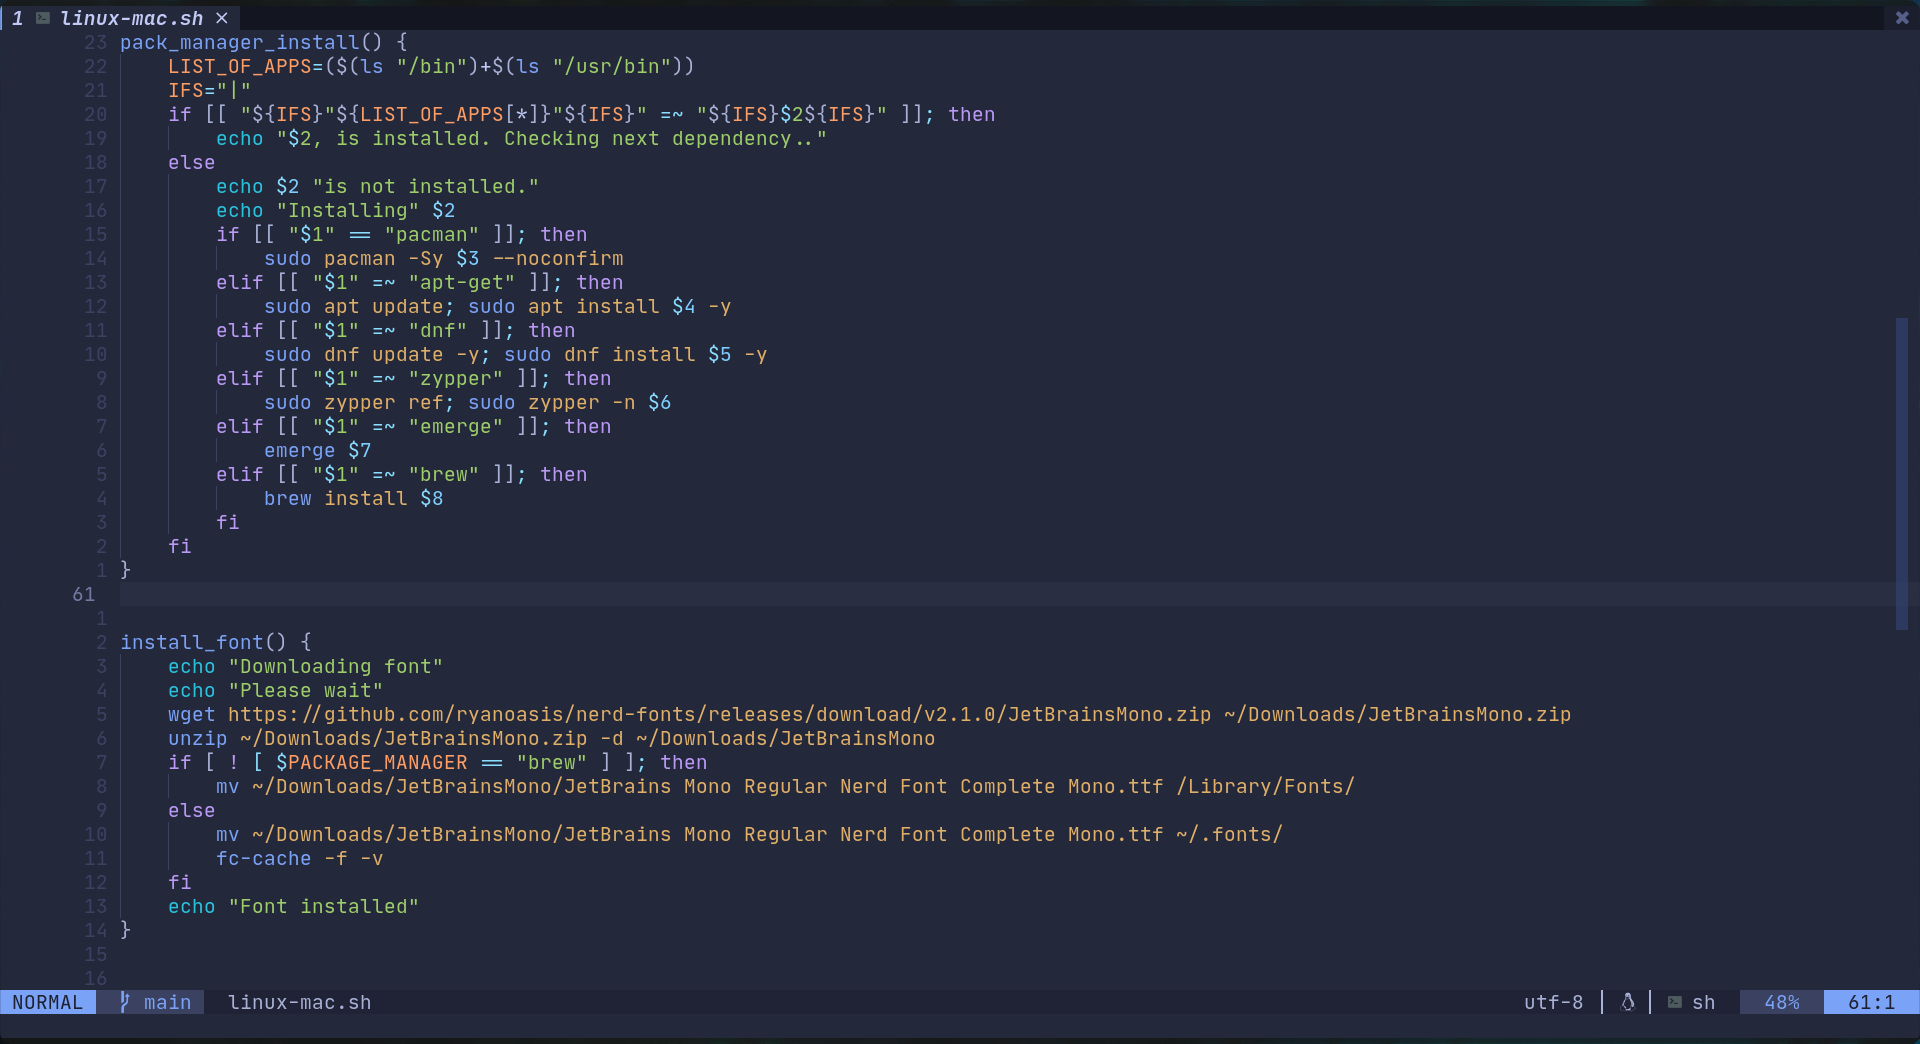 1 linux-mac.sh ✕ ✖
23 pack_manager_install() {
22     LIST_OF_APPS=($(ls "/bin")+$(ls "/usr/bin"))
21     IFS="|"
20     if [[ "${IFS}"${LIST_OF_APPS[*]}"${IFS}" =~ "${IFS}$2${IFS}" ]]; then
19         echo "$2, is installed. Checking next dependency.."
18     else
17         echo $2 "is not installed."
16         echo "Installing" $2
15         if [[ "$1" == "pacman" ]]; then
14             sudo pacman -Sy $3 --noconfirm
13         elif [[ "$1" =~ "apt-get" ]]; then
12             sudo apt update; sudo apt install $4 -y
11         elif [[ "$1" =~ "dnf" ]]; then
10             sudo dnf update -y; sudo dnf install $5 -y
9         elif [[ "$1" =~ "zypper" ]]; then
8             sudo zypper ref; sudo zypper -n $6
7         elif [[ "$1" =~ "emerge" ]]; then
6             emerge $7
5         elif [[ "$1" =~ "brew" ]]; then
4             brew install $8
3         fi
2     fi
1 }
61
1
2 install_font() {
3     echo "Downloading font"
4     echo "Please wait"
5     wget https://github.com/ryanoasis/nerd-fonts/releases/download/v2.1.0/JetBrainsMono.zip ~/Downloads/JetBrainsMono.zip
6     unzip ~/Downloads/JetBrainsMono.zip -d ~/Downloads/JetBrainsMono
7     if [ ! [ $PACKAGE_MANAGER == "brew" ] ]; then
8         mv ~/Downloads/JetBrainsMono/JetBrains Mono Regular Nerd Font Complete Mono.ttf /Library/Fonts/
9     else
10         mv ~/Downloads/JetBrainsMono/JetBrains Mono Regular Nerd Font Complete Mono.ttf ~/.fonts/
11         fc-cache -f -v
12     fi
13     echo "Font installed"
14 }
15
16
NORMAL main linux-mac.sh utf-8 | | sh 48% 61:1